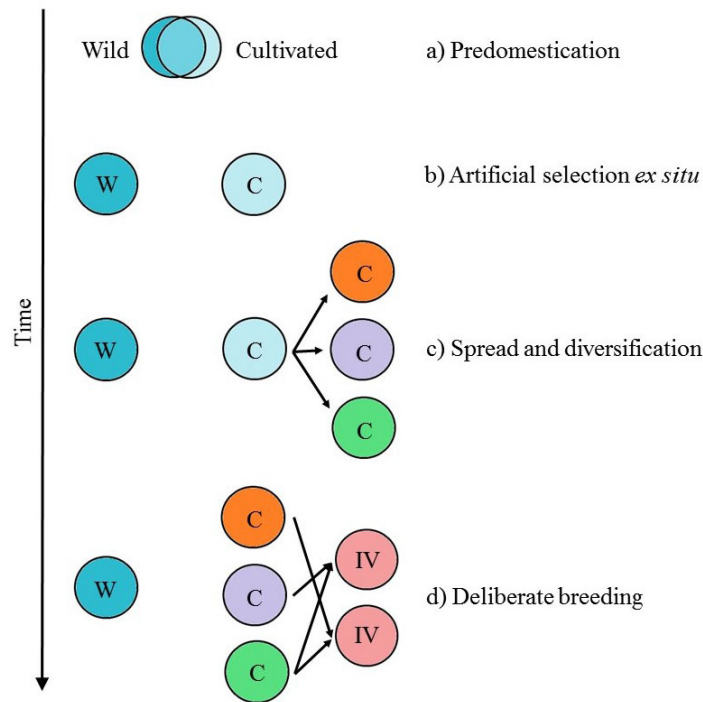 Wild Cultivated a) Predomestication
W C b) Artificial selection ex situ
C
Time
W C C c) Spread and diversification
C
C
IV
W C d) Deliberate breeding
IV
C